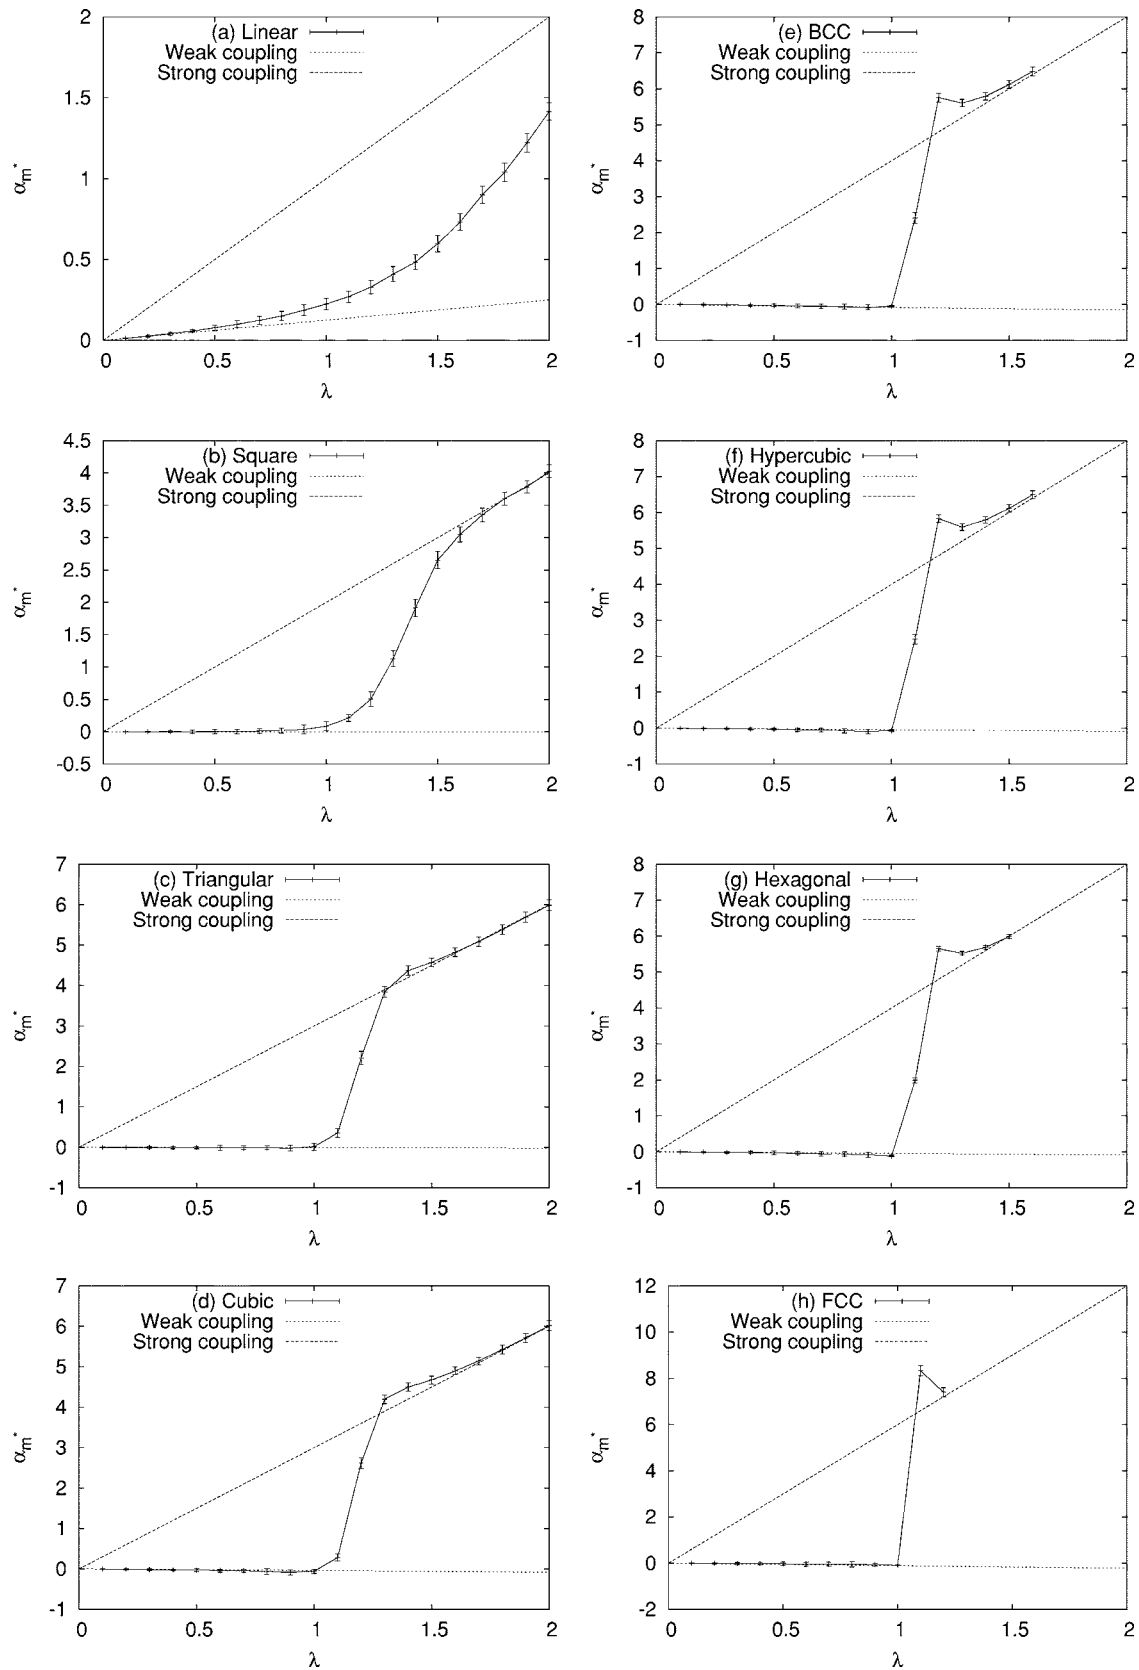 (a) Linear
Weak coupling
Strong coupling
2
1.5
1
0.5
0
α_m*
0 0.5 1 1.5 2
λ
(e) BCC
Weak coupling
Strong coupling
8
7
6
5
4
3
2
1
0
-1
α_m*
0 0.5 1 1.5 2
λ
(b) Square
Weak coupling
Strong coupling
4.5
4
3.5
3
2.5
2
1.5
1
0.5
0
-0.5
α_m*
0 0.5 1 1.5 2
λ
(f) Hypercubic
Weak coupling
Strong coupling
8
7
6
5
4
3
2
1
0
-1
α_m*
0 0.5 1 1.5 2
λ
(c) Triangular
Weak coupling
Strong coupling
7
6
5
4
3
2
1
0
-1
α_m*
0 0.5 1 1.5 2
λ
(g) Hexagonal
Weak coupling
Strong coupling
8
7
6
5
4
3
2
1
0
-1
α_m*
0 0.5 1 1.5 2
λ
(d) Cubic
Weak coupling
Strong coupling
7
6
5
4
3
2
1
0
-1
α_m*
0 0.5 1 1.5 2
λ
(h) FCC
Weak coupling
Strong coupling
12
10
8
6
4
2
0
-2
α_m*
0 0.5 1 1.5 2
λ